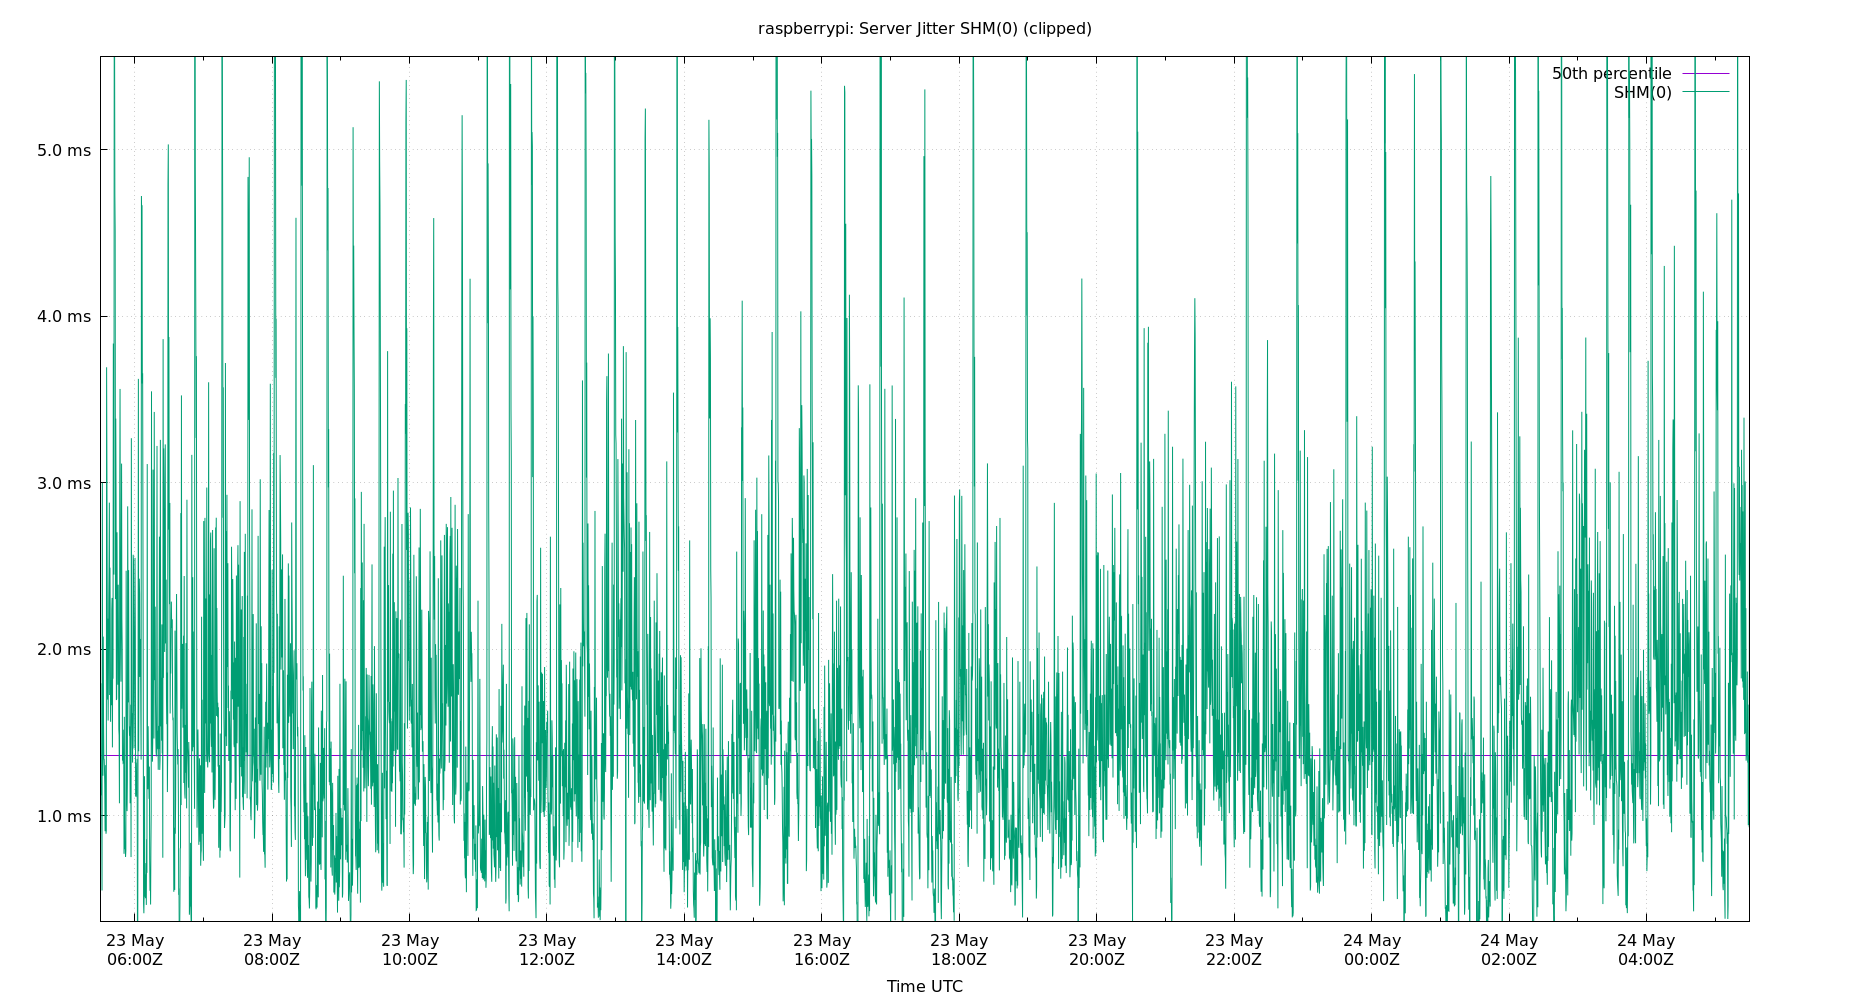 raspberrypi: Server Jitter SHM(0) (clipped)
50th percentile
SHM(0)
5.0 ms
4.0 ms
3.0 ms
2.0 ms
1.0 ms
23 May 23 May 23 May 23 May 23 May 23 May 23 May 23 May 23 May 24 May 24 May 24 May
06:00Z 08:00Z 10:00Z 12:00Z 14:00Z 16:00Z 18:00Z 20:00Z 22:00Z 00:00Z 02:00Z 04:00Z
Time UTC